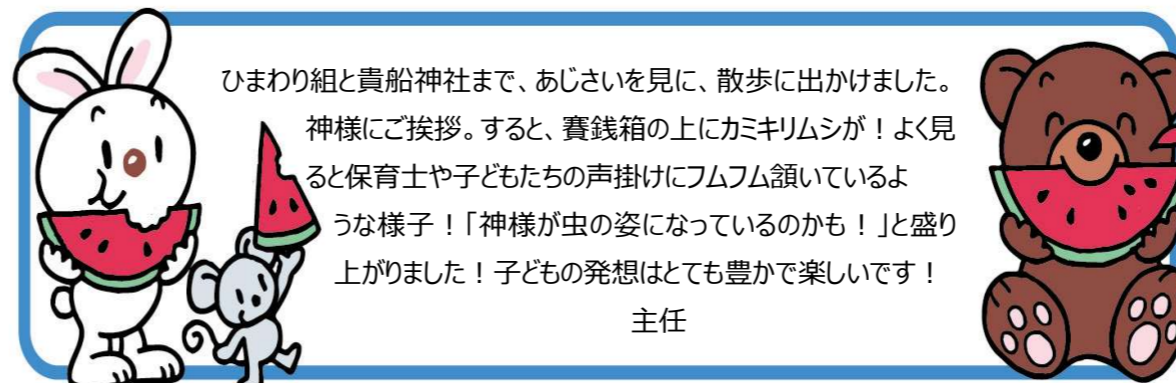 ひまわり組と貴船神社まで、あじさいを見に、散歩に出かけました。
神様にご挨拶。すると、賽銭箱の上にカミキリムシが！よく見
ると保育士や子どもたちの声掛けにフムフム頷いているよ
うな様子！「神様が虫の姿になっているのかも！」と盛り
上がりました！子どもの発想はとても豊かで楽しいです！
主任